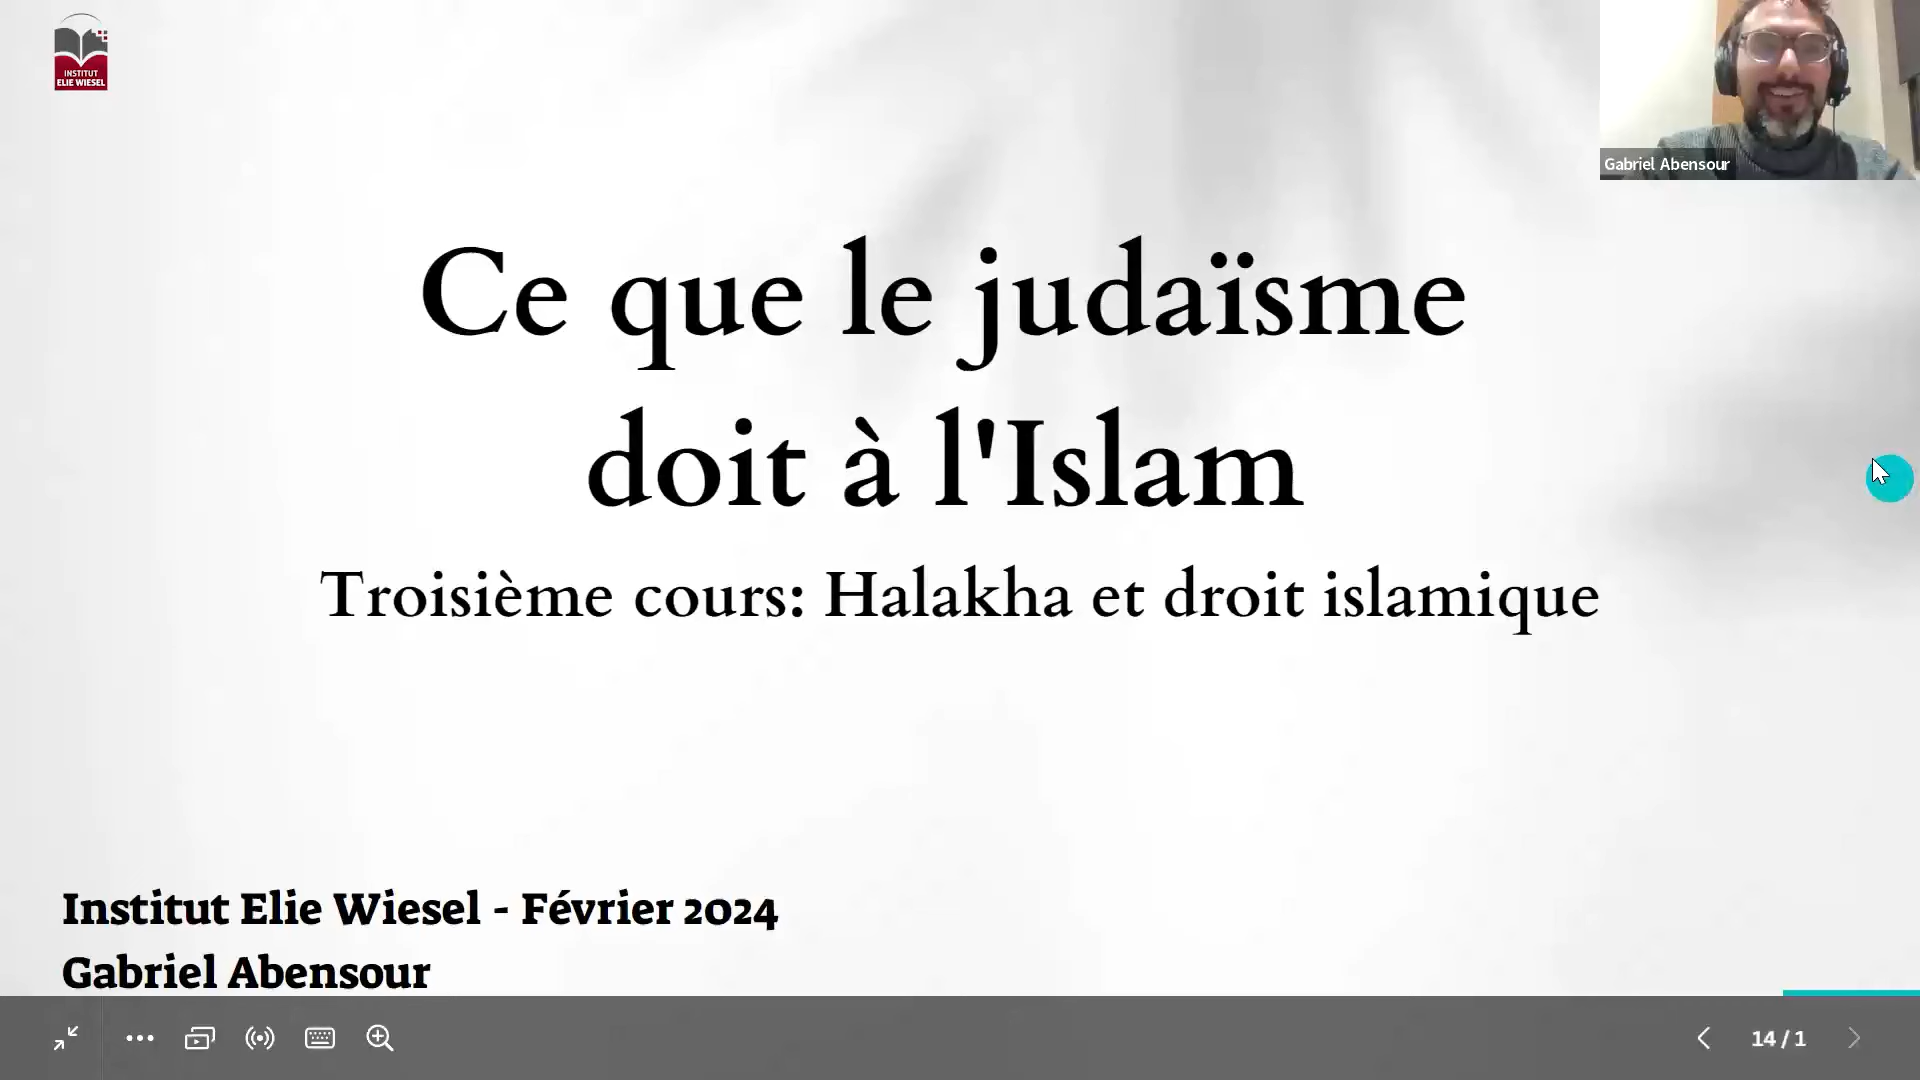 INSTITUT
ELIE WIESEL
Gabriel Abensour
Ce que le judaïsme
doit à l'Islam
Troisième cours: Halakha et droit islamique
Institut Elie Wiesel - Février 2024
Gabriel Abensour
14 / 1